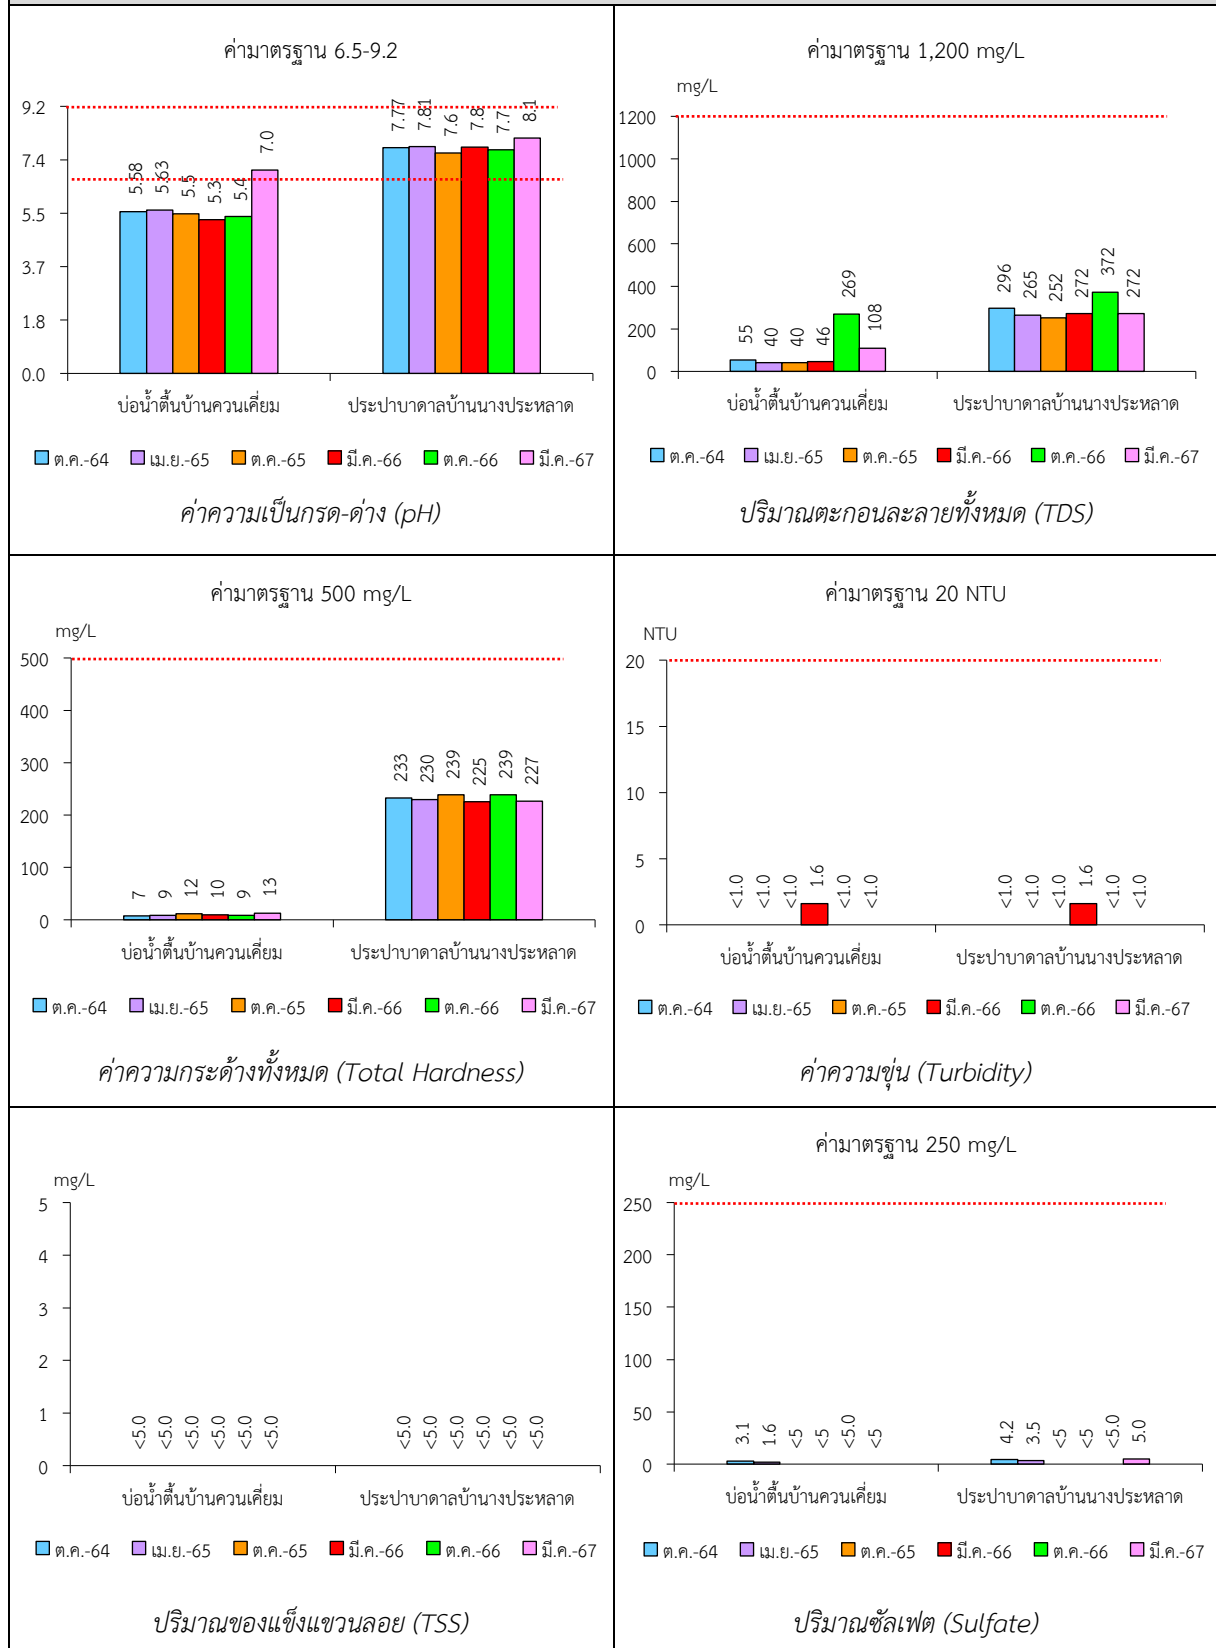 ค่ามาตรฐาน 6.5-9.2
9.2
7.4
5.5
3.7
1.8
0.0
5.58 5.63 5.5 5.3 5.4 7.0
7.77 7.81 7.6 7.8 7.7 8.1
บ่อน้ำตื้นบ้านควนเคี่ยม ประปาบาดาลบ้านนางประหลาด
ต.ค.-64 เม.ย.-65 ต.ค.-65 มี.ค.-66 ต.ค.-66 มี.ค.-67
ค่าความเป็นกรด-ด่าง (pH)
ค่ามาตรฐาน 1,200 mg/L
mg/L
1200
1000
800
600
400
200
0
55 40 40 46 269 108
296 265 252 272 372 272
บ่อน้ำตื้นบ้านควนเคี่ยม ประปาบาดาลบ้านนางประหลาด
ต.ค.-64 เม.ย.-65 ต.ค.-65 มี.ค.-66 ต.ค.-66 มี.ค.-67
ปริมาณตะกอนละลายทั้งหมด (TDS)
ค่ามาตรฐาน 500 mg/L
mg/L
500
400
300
200
100
0
7 9 12 10 9 13
233 230 239 225 239 227
บ่อน้ำตื้นบ้านควนเคี่ยม ประปาบาดาลบ้านนางประหลาด
ต.ค.-64 เม.ย.-65 ต.ค.-65 มี.ค.-66 ต.ค.-66 มี.ค.-67
ค่าความกระด้างทั้งหมด (Total Hardness)
ค่ามาตรฐาน 20 NTU
NTU
20
15
10
5
0
<1.0 <1.0 <1.0 1.6 <1.0 <1.0
<1.0 <1.0 <1.0 1.6 <1.0 <1.0
บ่อน้ำตื้นบ้านควนเคี่ยม ประปาบาดาลบ้านนางประหลาด
ต.ค.-64 เม.ย.-65 ต.ค.-65 มี.ค.-66 ต.ค.-66 มี.ค.-67
ค่าความขุ่น (Turbidity)
mg/L
5
4
3
2
1
0
<5.0 <5.0 <5.0 <5.0 <5.0 <5.0
<5.0 <5.0 <5.0 <5.0 <5.0 <5.0
บ่อน้ำตื้นบ้านควนเคี่ยม ประปาบาดาลบ้านางประหลาด
ต.ค.-64 เม.ย.-65 ต.ค.-65 มี.ค.-66 ต.ค.-66 มี.ค.-67
ปริมาณของแข็งแขวนลอย (TSS)
ค่ามาตรฐาน 250 mg/L
mg/L
250
200
150
100
50
0
3.1 1.6 <5 <5 <5.0 <5
4.2 3.5 <5 <5 <5.0 5.0
บ่อน้ำตื้นบ้านควนเคี่ยม ประปาบาดาลบ้านนางประหลาด
ต.ค.-64 เม.ย.-65 ต.ค.-65 มี.ค.-66 ต.ค.-66 มี.ค.-67
ปริมาณซัลเฟต (Sulfate)